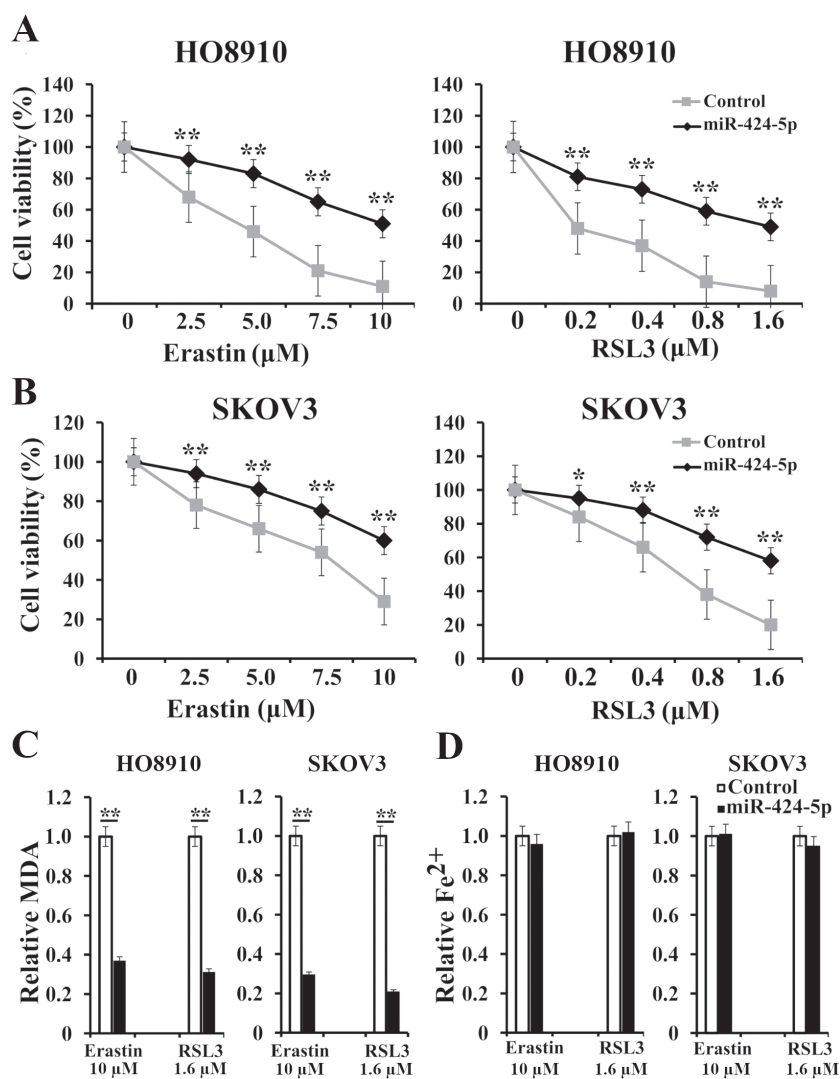 A
HO8910
HO8910
Cell viability (%)
140
120
100
80
60
40
20
0
** ** ** **
0 2.5 5.0 7.5 10
Erastin (μM)
140
120
100
80
60
40
20
0
Control
miR-424-5p
** ** ** **
0 0.2 0.4 0.8 1.6
RSL3 (μM)
B
SKOV3
SKOV3
Cell viability (%)
120
100
80
60
40
20
0
** ** ** **
0 2.5 5.0 7.5 10
Erastin (μM)
140
120
100
80
60
40
20
0
Control
miR-424-5p
* ** ** **
0 0.2 0.4 0.8 1.6
RSL3 (μM)
C
HO8910
SKOV3
Relative MDA
1.2
1.0
0.8
0.6
0.4
0.2
0
** **
Erastin RSL3
10 μM 1.6 μM
1.2
1.0
0.8
0.6
0.4
0.2
0
** **
Erastin RSL3
10 μM 1.6 μM
D
HO8910
SKOV3
Control
miR-424-5p
Relative Fe2+
1.2
1.0
0.8
0.6
0.4
0.2
0
Erastin RSL3
10 μM 1.6 μM
1.2
1.0
0.8
0.6
0.4
0.2
0
Erastin RSL3
10 μM 1.6 μM